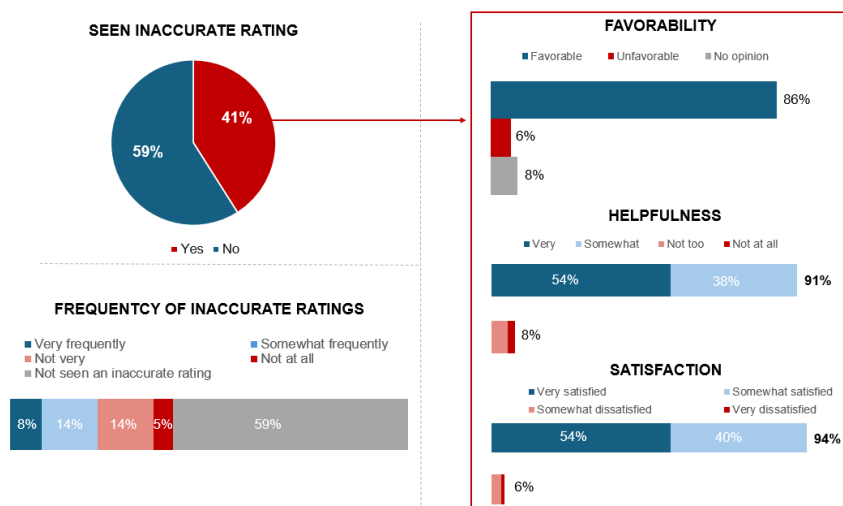 SEEN INACCURATE RATING
41%
59%
Yes No
FREQUENTCY OF INACCURATE RATINGS
Very frequently Somewhat frequently
Not very Not at all
Not seen an inaccurate rating
8% 14% 14% 5% 59%
FAVORABILITY
Favorable Unfavorable No opinion
86%
6%
8%
HELPFULNESS
Very Somewhat Not too Not at all
54% 38% 91%
8%
SATISFACTION
Very satisfied Somewhat satisfied
Somewhat dissatisfied Very dissatisfied
54% 40% 94%
6%